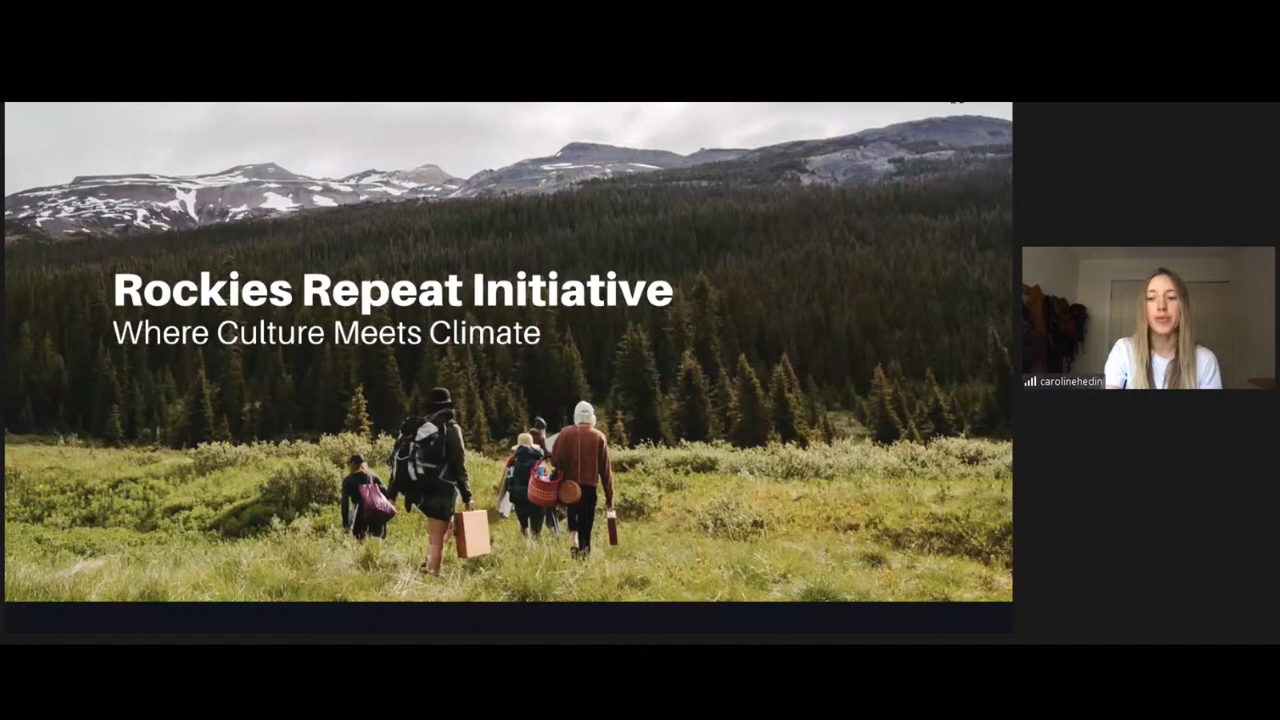 Rockies Repeat Initiative
Where Culture Meets Climate
carolinehedin